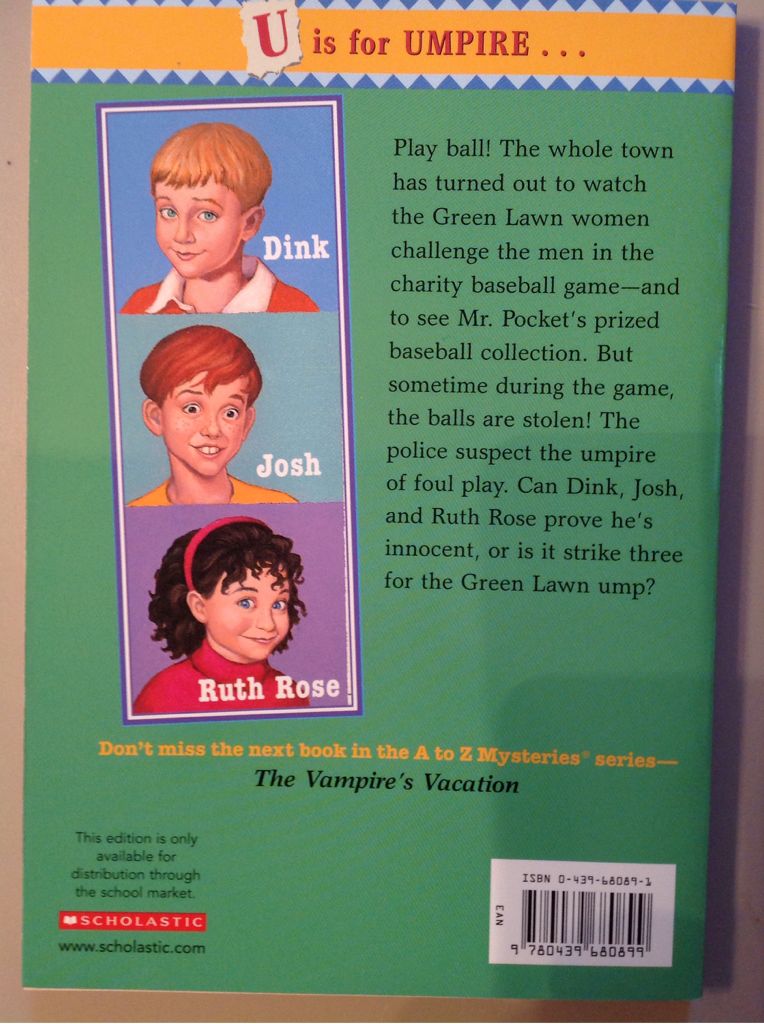 U is for UMPIRE . . .
Dink
Josh
Ruth Rose
Play ball! The whole town
has turned out to watch
the Green Lawn women
challenge the men in the
charity baseball game—and
to see Mr. Pocket's prized
baseball collection. But
sometime during the game,
the balls are stolen! The
police suspect the umpire
of foul play. Can Dink, Josh,
and Ruth Rose prove he's
innocent, or is it strike three
for the Green Lawn ump?
Don't miss the next book in the A to Z Mysteries® series—
The Vampire's Vacation
This edition is only
available for
distribution through
the school market.
SCHOLASTIC
www.scholastic.com
ISBN 0-439-68089-1
EAN
9 780439 680899